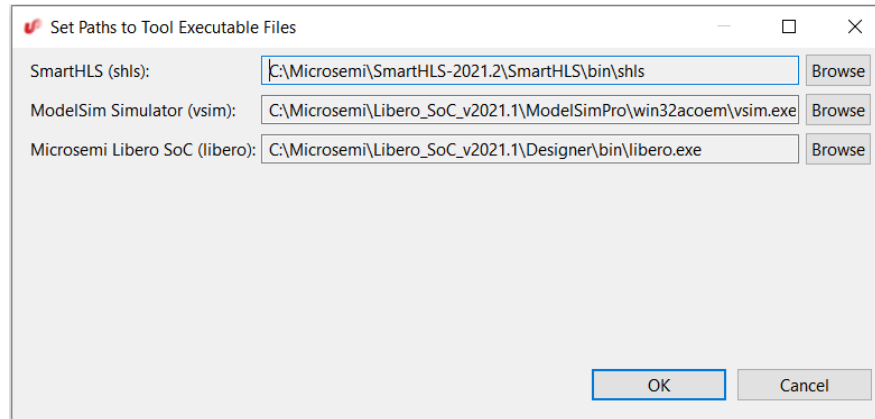 Set Paths to Tool Executable Files
SmartHLS (shls): C:\Microsemi\SmartHLS-2021.2\SmartHLS\bin\shls Browse
ModelSim Simulator (vsim): C:\Microsemi\Libero_SoC_v2021.1\ModelSimPro\win32acoem\vsim.exe Browse
Microsemi Libero SoC (libero): C:\Microsemi\Libero_SoC_v2021.1\Designer\bin\libero.exe Browse
OK Cancel